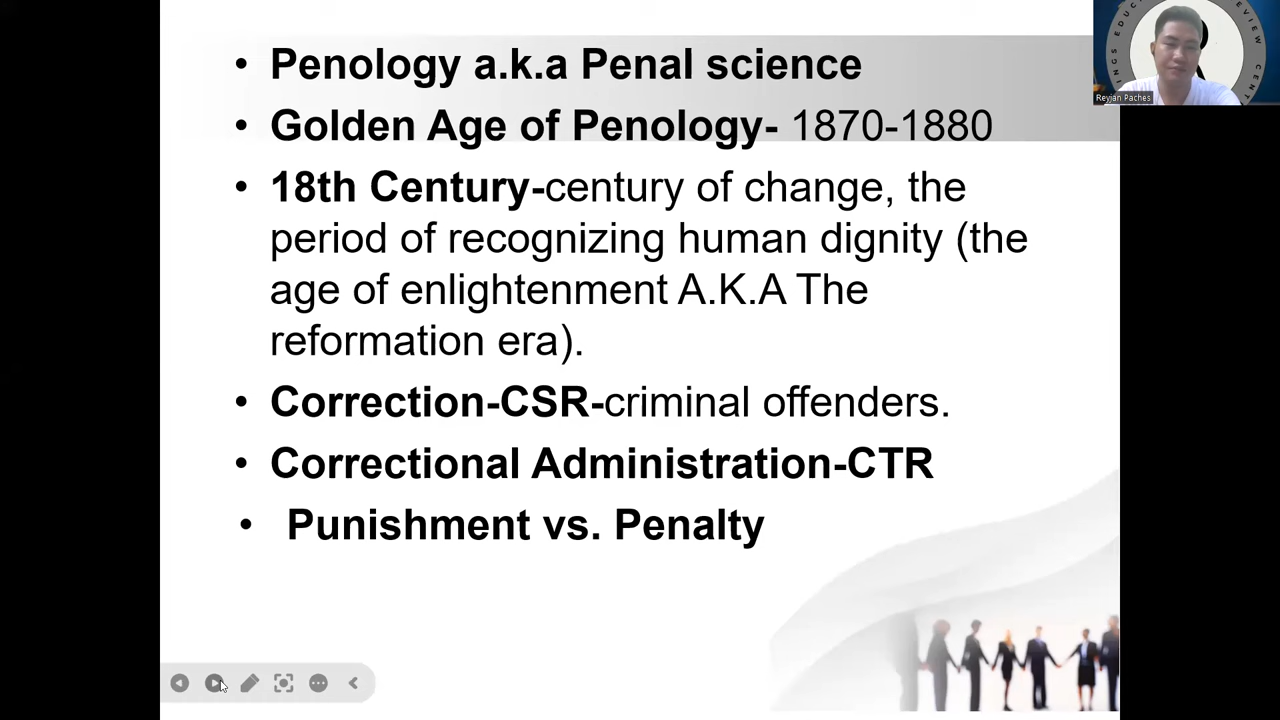 • Penology a.k.a Penal science
• Golden Age of Penology- 1870-1880
• 18th Century-century of change, the
period of recognizing human dignity (the
age of enlightenment A.K.A The
reformation era).
• Correction-CSR-criminal offenders.
• Correctional Administration-CTR
• Punishment vs. Penalty
Reyjan Paches